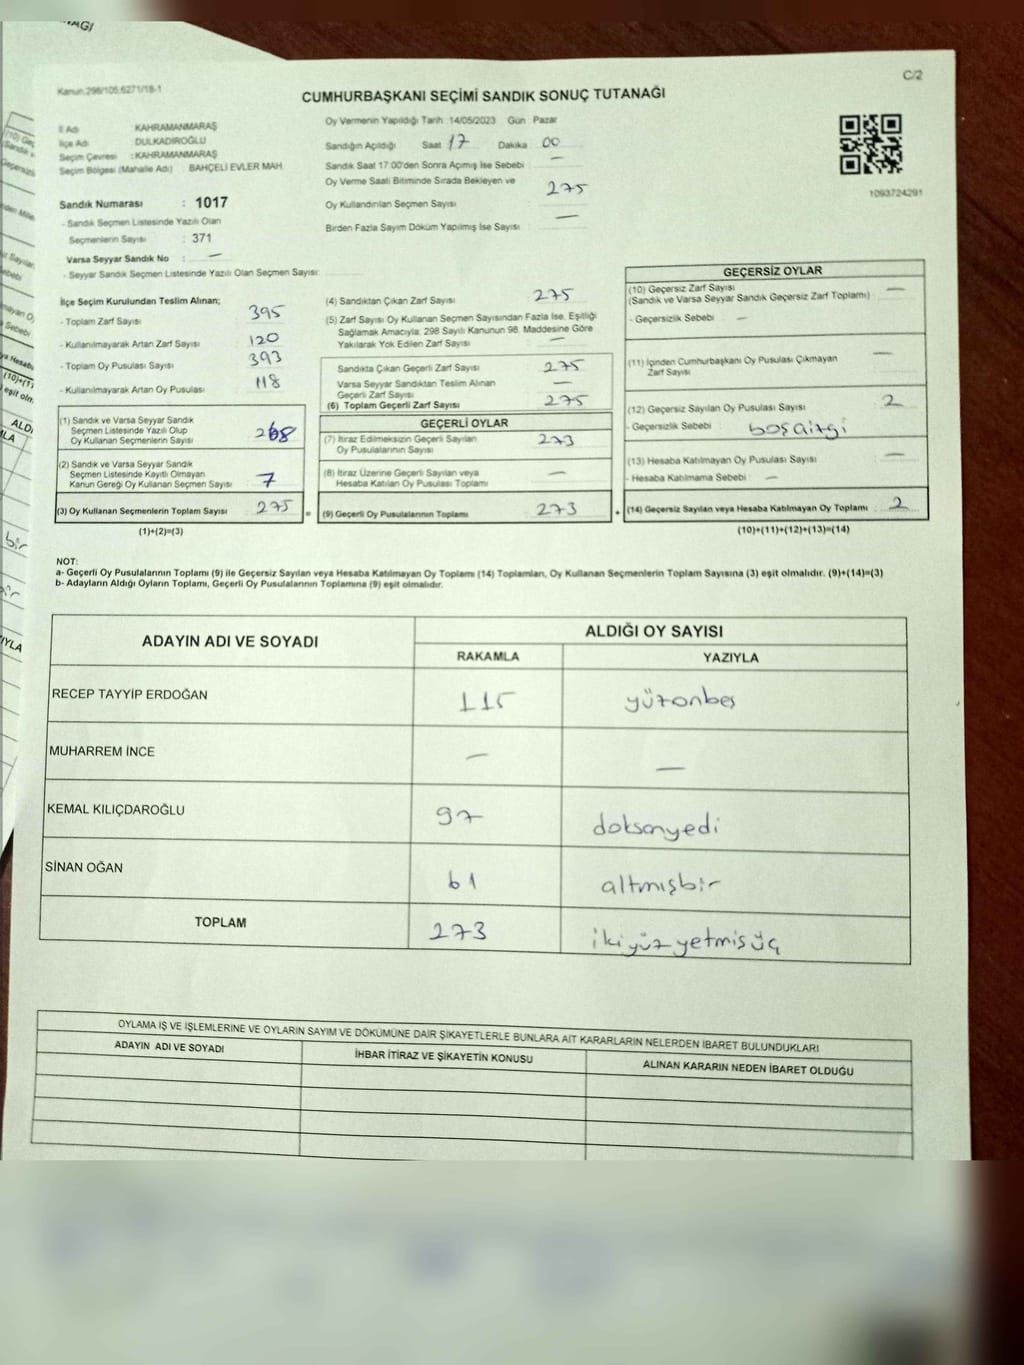 Kanun:298/105;6271/18-1
C/2
CUMHURBAŞKANI SEÇİMİ SANDIK SONUÇ TUTANAĞI
İl Adı : KAHRAMANMARAŞ
İlçe Adı : DULKADİROĞLU
Seçim Çevresi : KAHRAMANMARAŞ
Seçim Bölgesi (Mahalle Adı) BAHÇELİ EVLER MAH.
Sandık Numarası : 1017
- Sandık Seçmen Listesinde Yazılı Olan
Seçmenlerin Sayısı : 371
Varsa Seyyar Sandık No : —
- Seyyar Sandık Seçmen Listesinde Yazılı Olan Seçmen Sayısı:
Oy Vermenin Yapıldığı Tarih :14/05/2023 Gün : Pazar
Sandığın Açıldığı Saat 17 Dakika 00
Sandık Saat 17:00'den Sonra Açımış İse Sebebi —
Oy Verme Saati Bitiminde Sırada Bekleyen ve
Oy Kullandırılan Seçmen Sayısı 275
Birden Fazla Sayım Döküm Yapılmış İse Sayısı —
1093724291
İlçe Seçim Kurulundan Teslim Alınan;
- Toplam Zarf Sayısı 395
- Kullanılmayarak Artan Zarf Sayısı 120
- Toplam Oy Pusulası Sayısı 393
- Kullanılmayarak Artan Oy Pusulası 118
(1) Sandık ve Varsa Seyyar Sandık
Seçmen Listesinde Yazılı Olup
Oy Kullanan Seçmenlerin Sayısı 268
(2) Sandık ve Varsa Seyyar Sandık
Seçmen Listesinde Kayıtlı Olmayan
Kanun Gereği Oy Kullanan Seçmen Sayısı 7
(3) Oy Kullanan Seçmenlerin Toplam Sayısı 275
(1)+(2)=(3)
(4) Sandıktan Çıkan Zarf Sayısı 275
(5) Zarf Sayısı Oy Kullanan Seçmen Sayısından Fazla İse, Eşitliği
Sağlamak Amacıyla; 298 Sayılı Kanunun 98. Maddesine Göre
Yakılarak Yok Edilen Zarf Sayısı —
Sandıkta Çıkan Geçerli Zarf Sayısı 275
Varsa Seyyar Sandıktan Teslim Alınan
Geçerli Zarf Sayısı —
(6) Toplam Geçerli Zarf Sayısı 275
GEÇERLİ OYLAR
(7) İtiraz Edilmeksizin Geçerli Sayılan
Oy Pusulalarının Sayısı 273
(8) İtiraz Üzerine Geçerli Sayılan veya
Hesaba Katılan Oy Pusulası Toplamı —
= (9) Geçerli Oy Pusulalarının Toplamı 273 +
GEÇERSİZ OYLAR
(10) Geçersiz Zarf Sayısı
(Sandık ve Varsa Seyyar Sandık Geçersiz Zarf Toplamı) —
- Geçersizlik Sebebi —
(11) İçinden Cumhurbaşkanı Oy Pusulası Çıkmayan
Zarf Sayısı —
(12) Geçersiz Sayılan Oy Pusulası Sayısı 2
- Geçersizlik Sebebi
(13) Hesaba Katılmayan Oy Pusulası Sayısı —
- Hesaba Katılmama Sebebi —
(14) Geçersiz Sayılan veya Hesaba Katılmayan Oy Toplamı : 2
(10)+(11)+(12)+(13)=(14)
NOT:
a- Geçerli Oy Pusulalarının Toplamı (9) ile Geçersiz Sayılan veya Hesaba Katılmayan Oy Toplamı (14) Toplamları, Oy Kullanan Seçmenlerin Toplam Sayısına (3) eşit olmalıdır. (9)+(14)=(3)
b- Adayların Aldığı Oyların Toplamı, Geçerli Oy Pusulalarının Toplamına (9) eşit olmalıdır.
ADAYIN ADI VE SOYADI
ALDIĞI OY SAYISI
RAKAMLA YAZIYLA
RECEP TAYYİP ERDOĞAN 115 yüzonbeş
MUHARREM İNCE — —
KEMAL KILIÇDAROĞLU 97 doksanyedi
SİNAN OĞAN 61 altmışbir
TOPLAM 273 ikiyüzyetmişüç
OYLAMA İŞ VE İŞLEMLERİNE VE OYLARIN SAYIM VE DÖKÜMÜNE DAİR ŞİKAYETLERLE BUNLARA AİT KARARLARIN NELERDEN İBARET BULUNDUKLARI
ADAYIN ADI VE SOYADI İHBAR İTİRAZ VE ŞİKAYETİN KONUSU ALINAN KARARIN NEDEN İBARET OLDUĞU